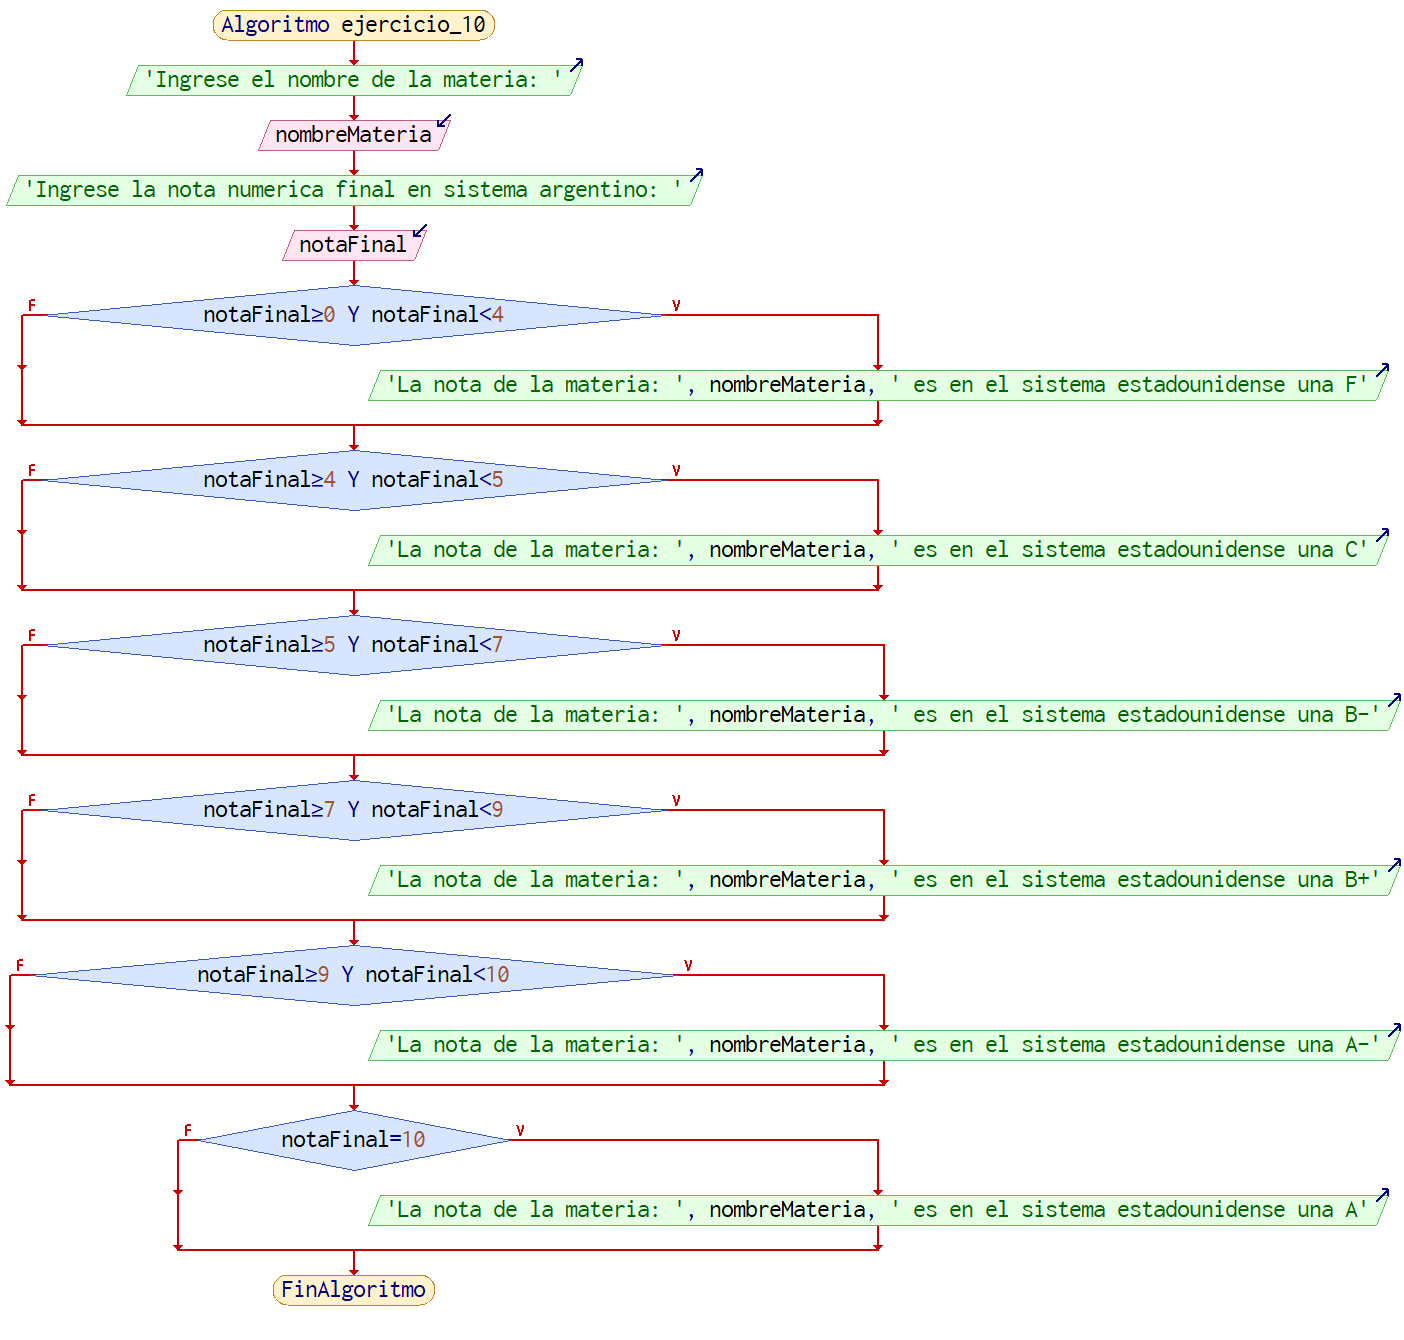 Algoritmo ejercicio_10
'Ingrese el nombre de la materia: '
nombreMateria
'Ingrese la nota numerica final en sistema argentino: '
notaFinal
notaFinal≥0 Y notaFinal<4
F
V
'La nota de la materia: ', nombreMateria, ' es en el sistema estadounidense una F'
notaFinal≥4 Y notaFinal<5
F
V
'La nota de la materia: ', nombreMateria, ' es en el sistema estadounidense una C'
notaFinal≥5 Y notaFinal<7
F
V
'La nota de la materia: ', nombreMateria, ' es en el sistema estadounidense una B-'
notaFinal≥7 Y notaFinal<9
F
V
'La nota de la materia: ', nombreMateria, ' es en el sistema estadounidense una B+'
notaFinal≥9 Y notaFinal<10
F
V
'La nota de la materia: ', nombreMateria, ' es en el sistema estadounidense una A-'
notaFinal=10
F
V
'La nota de la materia: ', nombreMateria, ' es en el sistema estadounidense una A'
FinAlgoritmo